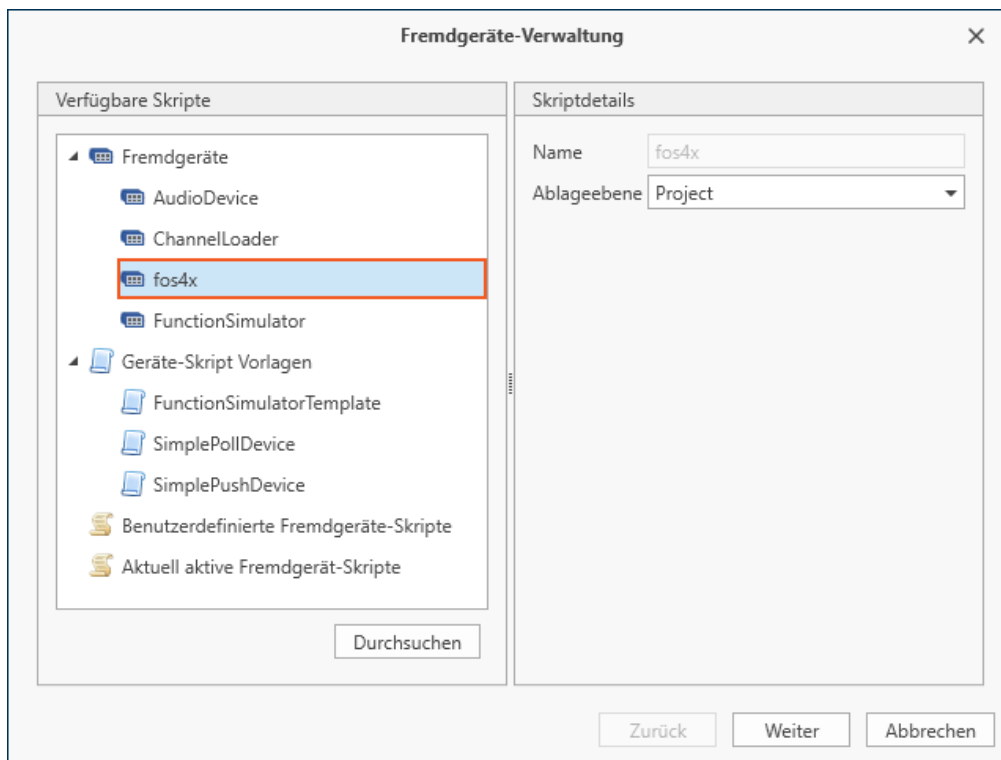 Fremdgeräte-Verwaltung
Verfügbare Skripte
Fremdgeräte
AudioDevice
ChannelLoader
fos4x
FunctionSimulator
Geräte-Skript Vorlagen
FunctionSimulatorTemplate
SimplePollDevice
SimplePushDevice
Benutzerdefinierte Fremdgeräte-Skripte
Aktuell aktive Fremdgerät-Skripte
Durchsuchen
Skriptdetails
Name fos4x
Ablageebene Project
Zurück Weiter Abbrechen